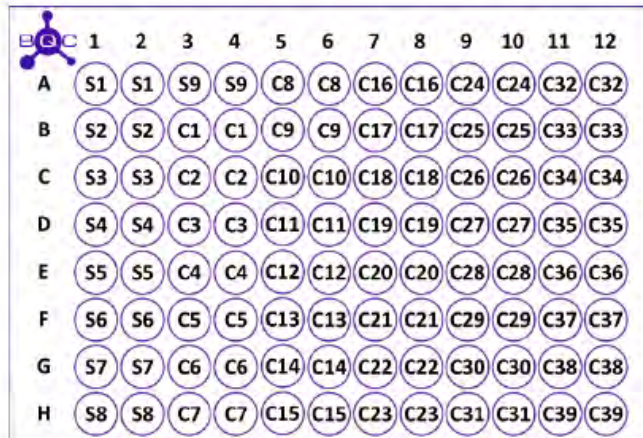 BQC 1 2 3 4 5 6 7 8 9 10 11 12
A S1 S1 S9 S9 C8 C8 C16 C16 C24 C24 C32 C32
B S2 S2 C1 C1 C9 C9 C17 C17 C25 C25 C33 C33
C S3 S3 C2 C2 C10 C10 C18 C18 C26 C26 C34 C34
D S4 S4 C3 C3 C11 C11 C19 C19 C27 C27 C35 C35
E S5 S5 C4 C4 C12 C12 C20 C20 C28 C28 C36 C36
F S6 S6 C5 C5 C13 C13 C21 C21 C29 C29 C37 C37
G S7 S7 C6 C6 C14 C14 C22 C22 C30 C30 C38 C38
H S8 S8 C7 C7 C15 C15 C23 C23 C31 C31 C39 C39